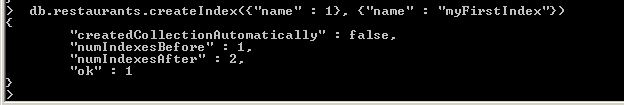 >  db.restaurants.createIndex({"name" : 1}, {"name" : "myFirstIndex"})
{
        "createdCollectionAutomatically" : false,
        "numIndexesBefore" : 1,
        "numIndexesAfter" : 2,
        "ok" : 1
}
>